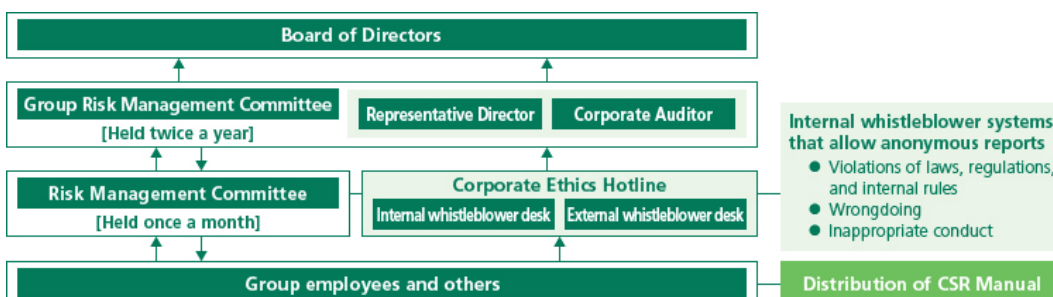 Board of Directors
Group Risk Management Committee
[Held twice a year]
Representative Director
Corporate Auditor
Risk Management Committee
[Held once a month]
Corporate Ethics Hotline
Internal whistleblower desk
External whistleblower desk
Internal whistleblower systems
that allow anonymous reports
● Violations of laws, regulations,
and internal rules
● Wrongdoing
● Inappropriate conduct
Group employees and others
Distribution of CSR Manual